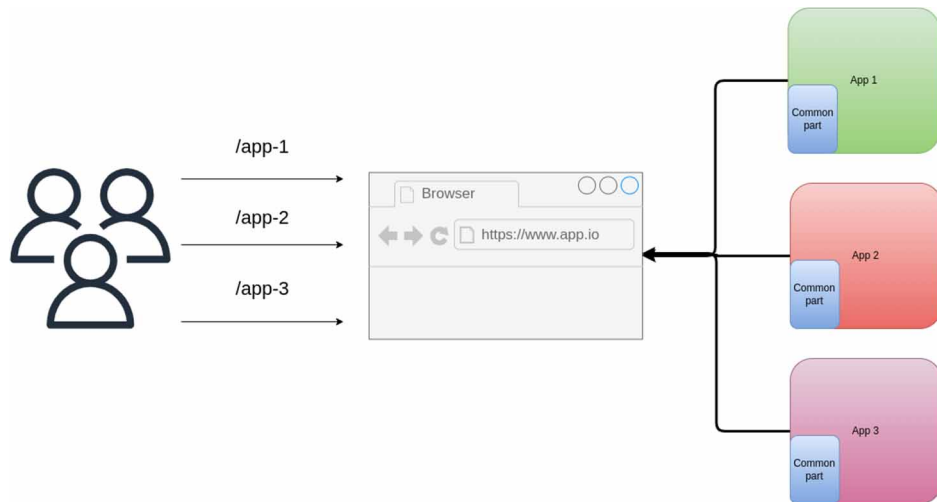 /app-1
/app-2
/app-3
Browser
https://www.app.io
App 1
Common
part
App 2
Common
part
App 3
Common
part